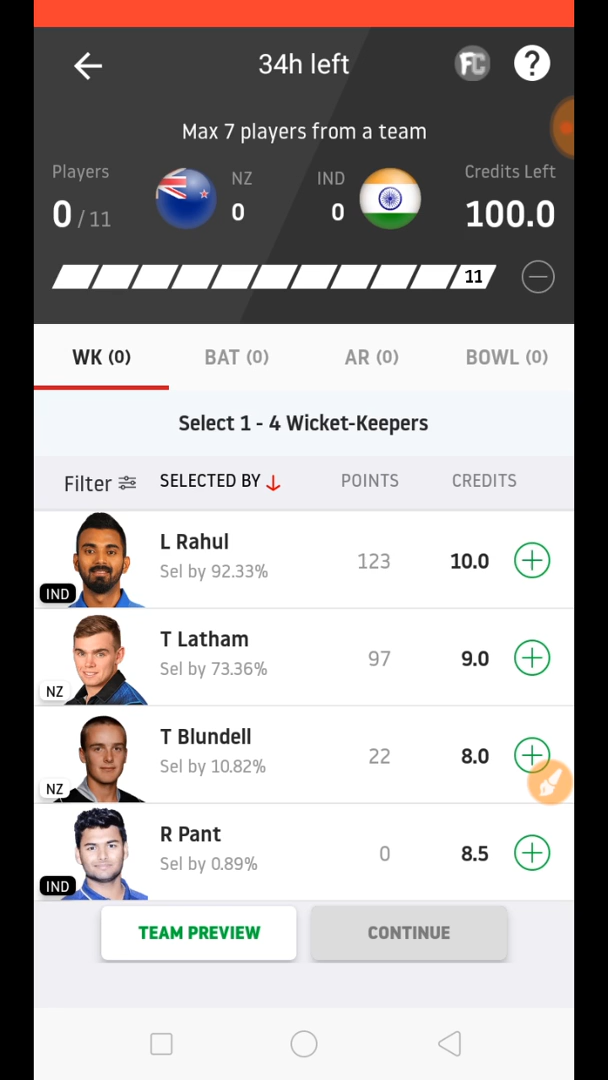 34h left
FC
?
Max 7 players from a team
Players
NZ
IND
Credits Left
0 / 11
0
0
100.0
11
WK (0)
BAT (0)
AR (0)
BOWL (0)
Select 1 - 4 Wicket-Keepers
Filter
SELECTED BY
POINTS
CREDITS
L Rahul
Sel by 92.33%
123
10.0
IND
T Latham
Sel by 73.36%
97
9.0
NZ
T Blundell
Sel by 10.82%
22
8.0
NZ
R Pant
Sel by 0.89%
0
8.5
IND
TEAM PREVIEW
CONTINUE